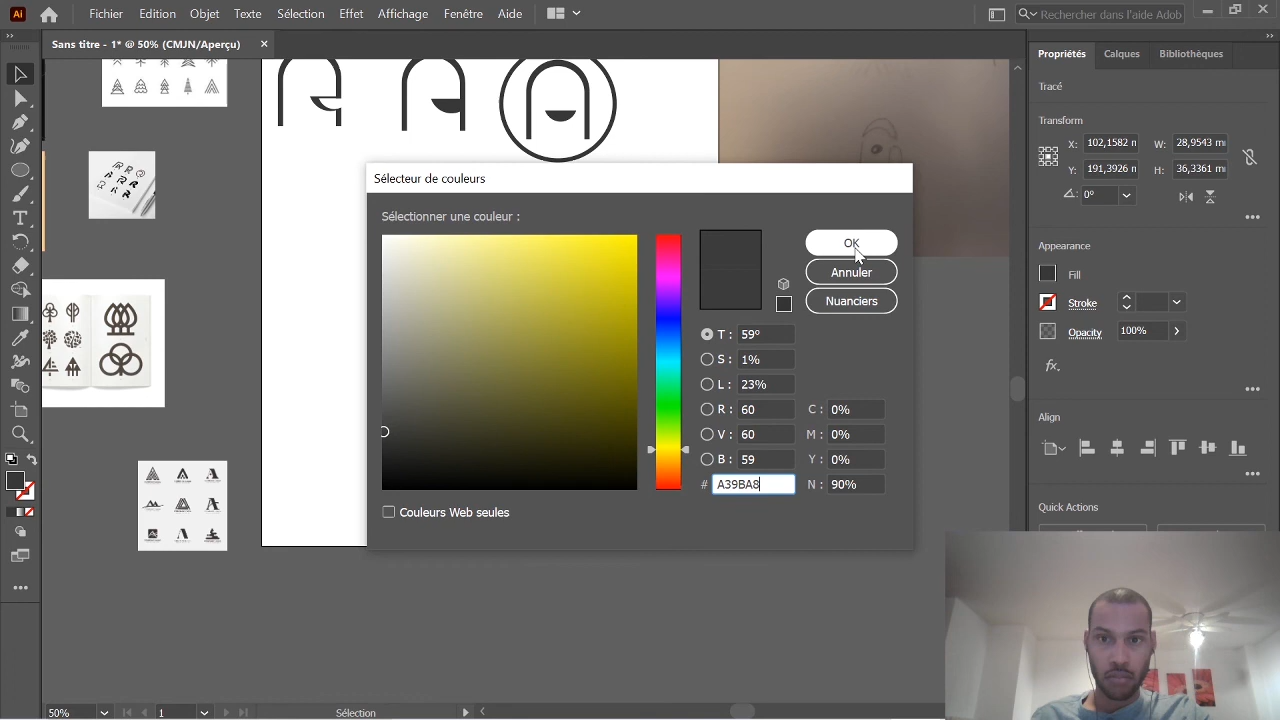 Ai Fichier Edition Objet Texte Sélection Effet Affichage Fenêtre Aide Rechercher dans l'aide Adob
Sans titre - 1* @ 50% (CMJN/Aperçu)
Propriétés Calques Bibliothèques
Tracé
Transform
X: 102,1582 n W: 28,9543 m
Y: 191,3926 n H: 36,3361 m
0°
Appearance
Fill
Stroke
Opacity 100%
fx.
Align
Quick Actions
Sélecteur de couleurs
Sélectionner une couleur :
OK
Annuler
Nuanciers
T : 59°
S : 1%
L : 23%
R : 60 C : 0%
V : 60 M : 0%
B : 59 Y : 0%
# A39BA8 N : 90%
Couleurs Web seules
50% 1 Sélection